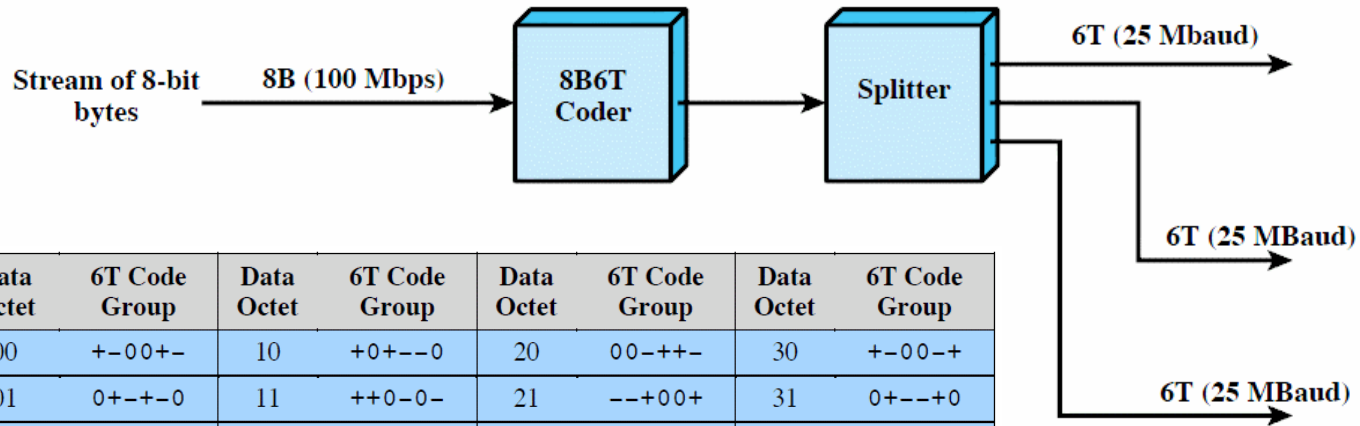 Stream of 8-bit
bytes
8B (100 Mbps)
8B6T
Coder
Splitter
6T (25 Mbaud)
6T (25 MBaud)
6T (25 MBaud)
6T Code Group Data Octet 6T Code Group Data Octet 6T Code Group Data Octet 6T Code Group
+-00+- 10 +0+--0 20 00-++- 30 +-00-+
0+-+-0 11 ++0-0- 21 --+00+ 31 0+--+0